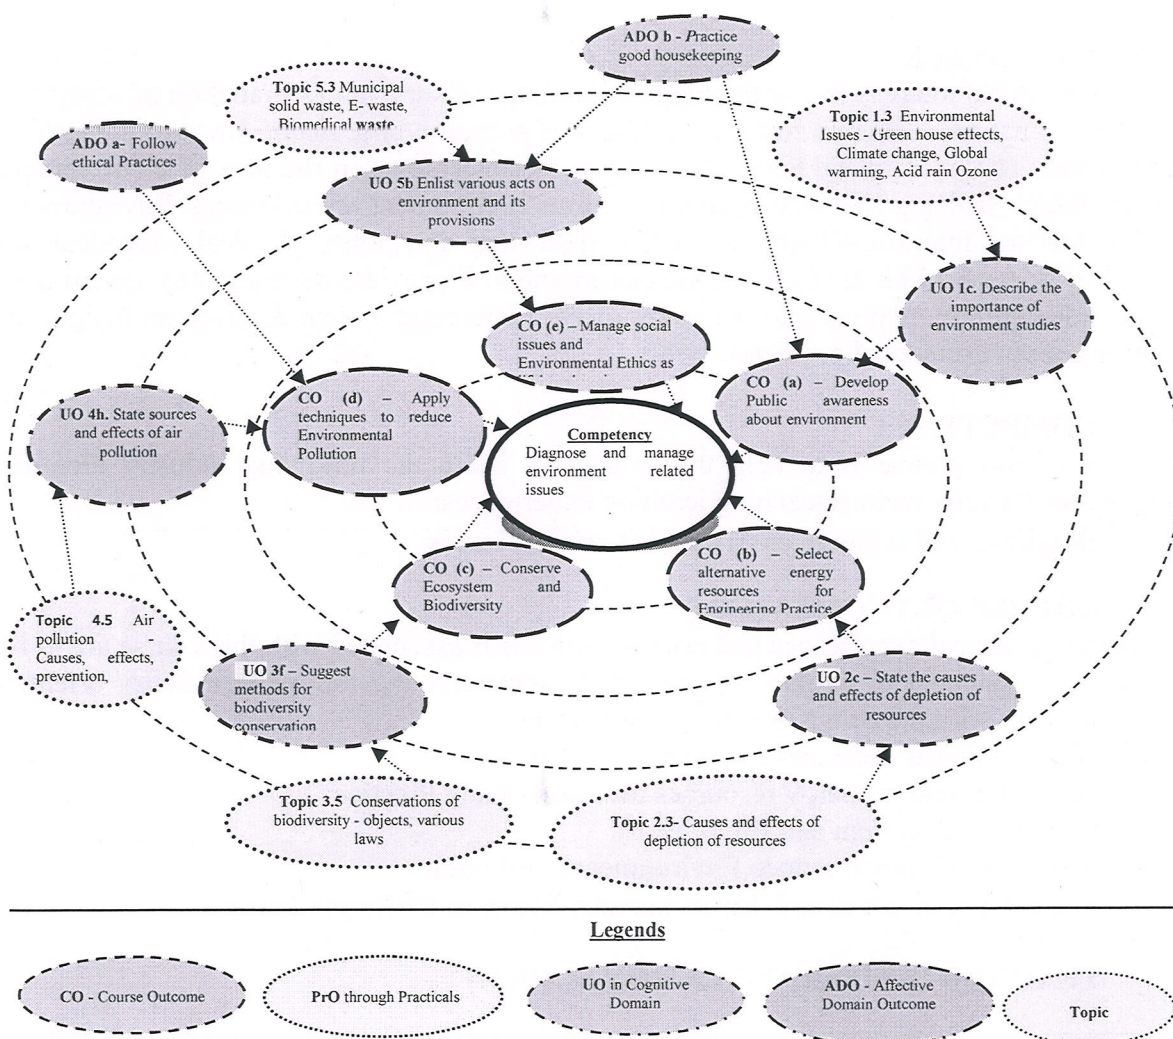 ADO b - Practice
good housekeeping
Topic 5.3 Municipal
solid waste, E- waste,
Biomedical waste,
Topic 1.3 Environmental
Issues - Green house effects,
Climate change, Global
warming, Acid rain Ozone
ADO a- Follow
ethical Practices
UO 5b Enlist various acts on
environment and its
provisions
UO 1c. Describe the
importance of
environment studies
CO (e) – Manage social
issues and
Environmental Ethics as
CO (d) – Apply
techniques to reduce
Environmental
Pollution
CO (a) – Develop
Public awareness
about environment
UO 4h. State sources
and effects of air
pollution
Competency
Diagnose and manage
environment related
issues
CO (c) – Conserve
Ecosystem and
Biodiversity
CO (b) – Select
alternative energy
resources for
Engineering Practice
Topic 4.5 Air
pollution -
Causes, effects,
prevention,
UO 3f – Suggest
methods for
biodiversity
conservation
UO 2c – State the causes
and effects of depletion of
resources
Topic 3.5 Conservations of
biodiversity - objects, various
laws
Topic 2.3- Causes and effects of
depletion of resources
Legends
CO - Course Outcome
PrO through Practicals
UO in Cognitive
Domain
ADO - Affective
Domain Outcome
Topic